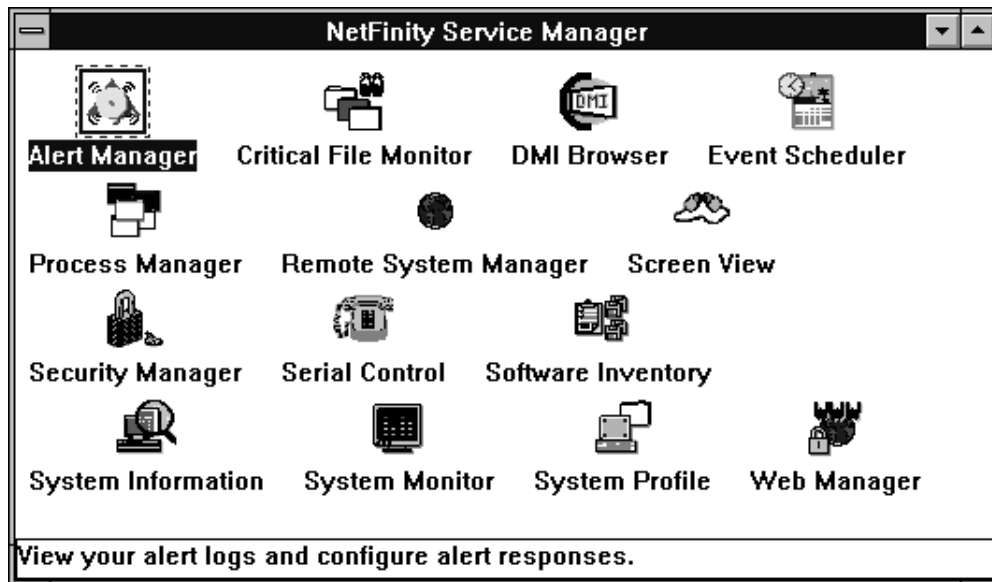 NetFinity Service Manager
DMI
Alert Manager Critical File Monitor DMI Browser Event Scheduler
Process Manager Remote System Manager Screen View
Security Manager Serial Control Software Inventory
WWW
System Information System Monitor System Profile Web Manager
View your alert logs and configure alert responses.